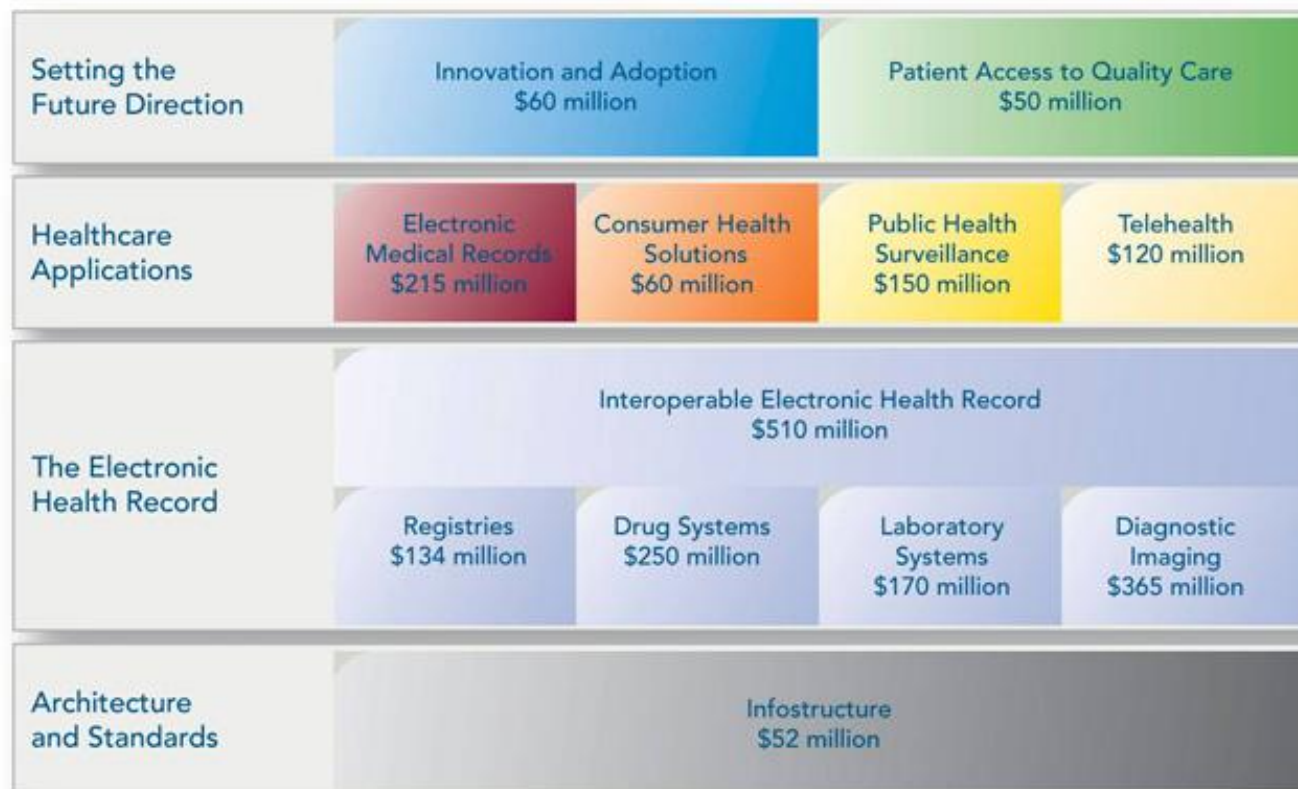 Setting the
Future Direction
Innovation and Adoption
$60 million
Patient Access to Quality Care
$50 million
Healthcare
Applications
Electronic
Medical Records
$215 million
Consumer Health
Solutions
$60 million
Public Health
Surveillance
$150 million
Telehealth
$120 million
The Electronic
Health Record
Interoperable Electronic Health Record
$510 million
Registries
$134 million
Drug Systems
$250 million
Laboratory
Systems
$170 million
Diagnostic
Imaging
$365 million
Architecture
and Standards
Infostructure
$52 million